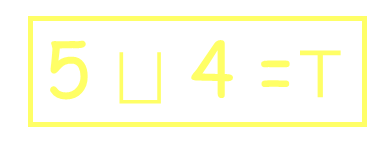 5 ⊔ 4 = T